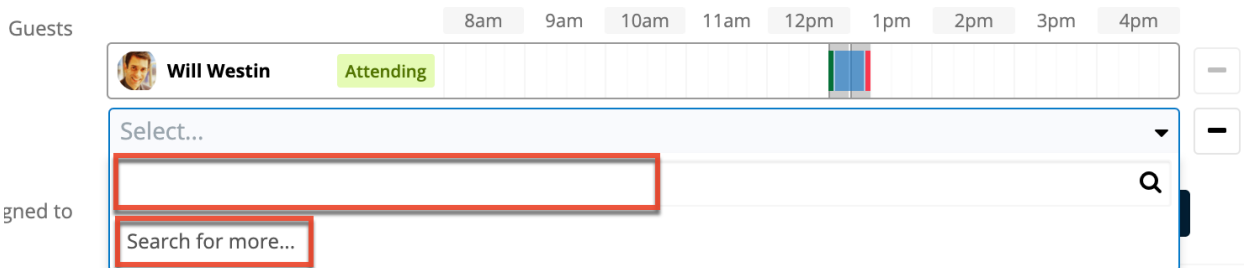 Guests
8am 9am 10am 11am 12pm 1pm 2pm 3pm 4pm
Will Westin Attending
Select...
gned to
Search for more...